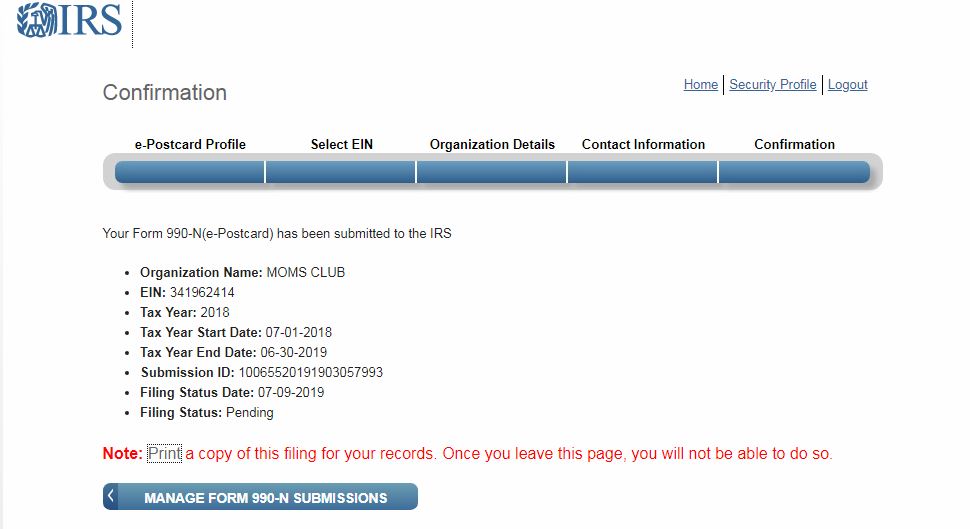 IRS
Home Security Profile Logout
Confirmation
e-Postcard Profile Select EIN Organization Details Contact Information Confirmation
Your Form 990-N(e-Postcard) has been submitted to the IRS
• Organization Name: MOMS CLUB
• EIN: 341962414
• Tax Year: 2018
• Tax Year Start Date: 07-01-2018
• Tax Year End Date: 06-30-2019
• Submission ID: 10065520191903057993
• Filing Status Date: 07-09-2019
• Filing Status: Pending
Note: Print a copy of this filing for your records. Once you leave this page, you will not be able to do so.
MANAGE FORM 990-N SUBMISSIONS